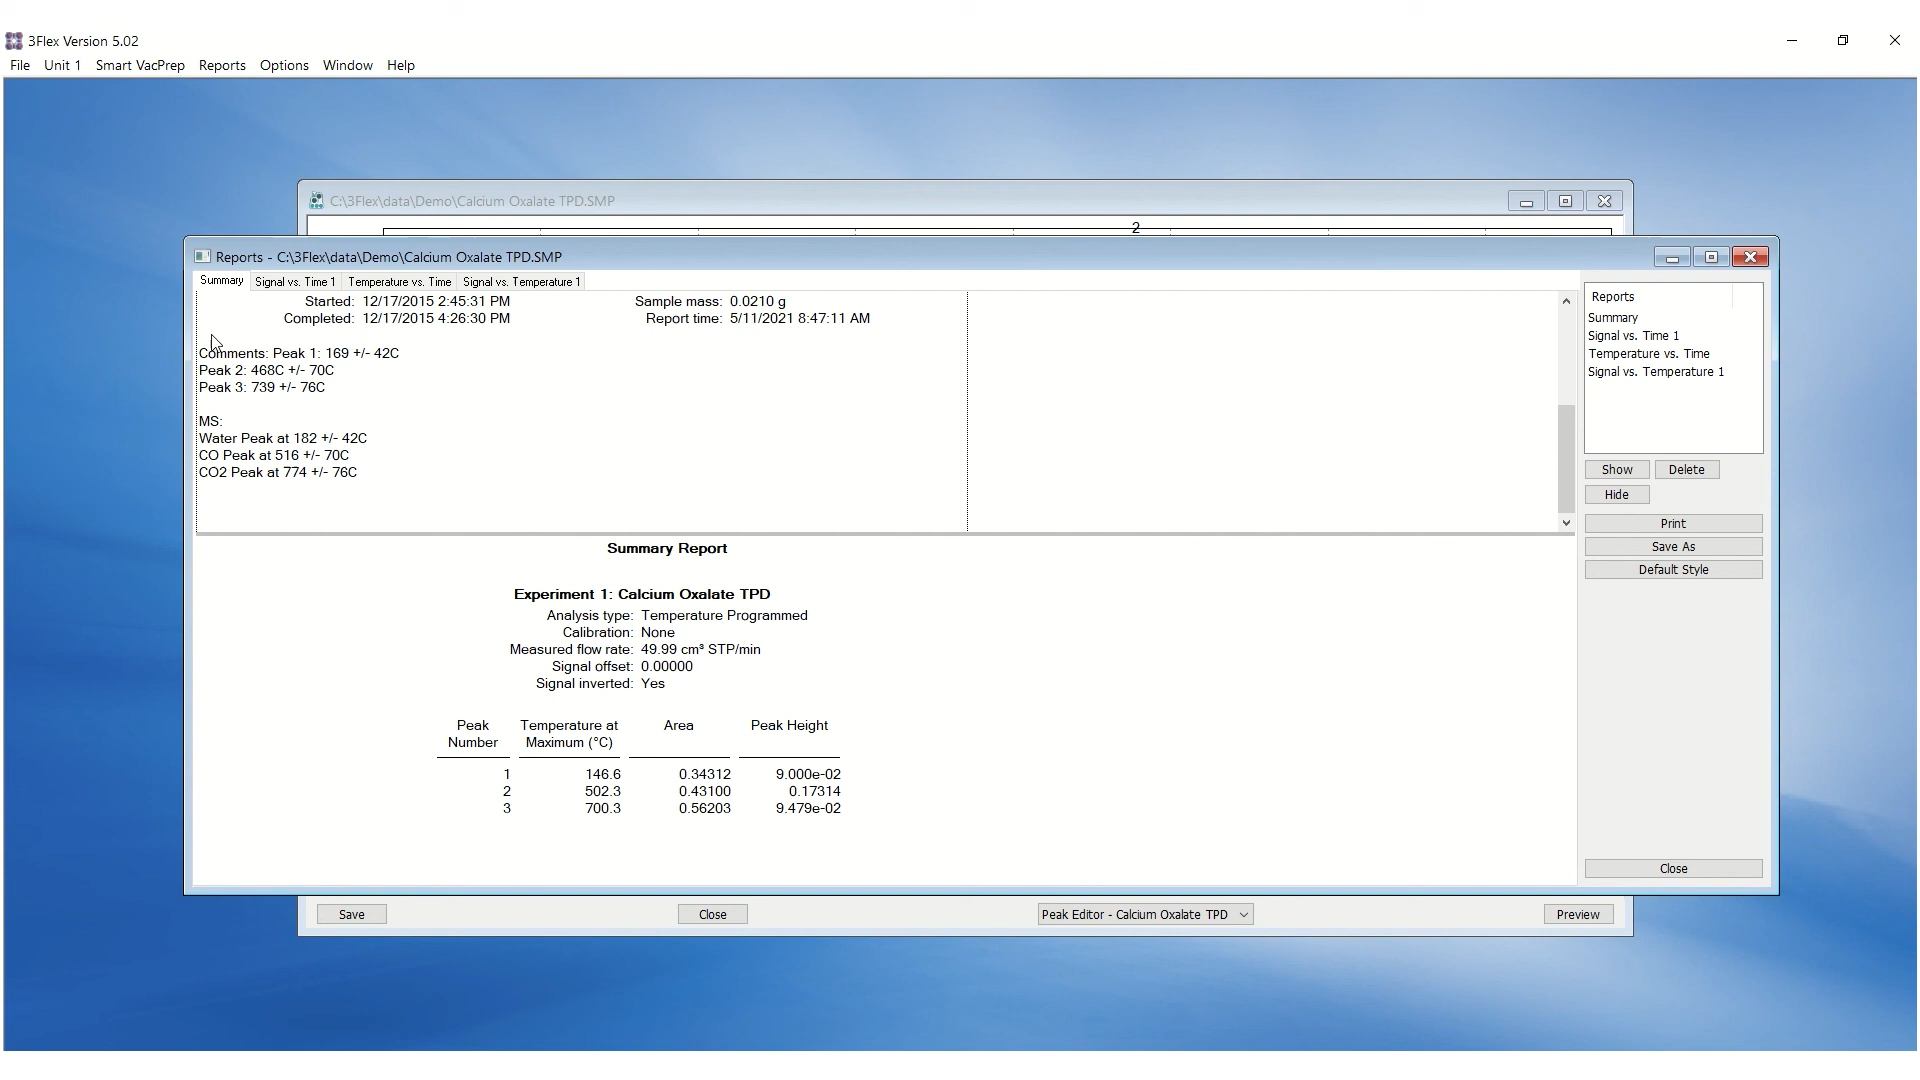 3Flex Version 5.02
File Unit 1 Smart VacPrep Reports Options Window Help
C:\3Flex\data\Demo\Calcium Oxalate TPD.SMP
2
Reports - C:\3Flex\data\Demo\Calcium Oxalate TPD.SMP
Summary Signal vs. Time 1 Temperature vs. Time Signal vs. Temperature 1
Started: 12/17/2015 2:45:31 PM Sample mass: 0.0210 g
Completed: 12/17/2015 4:26:30 PM Report time: 5/11/2021 8:47:11 AM
Comments: Peak 1: 169 +/- 42C
Peak 2: 468C +/- 70C
Peak 3: 739 +/- 76C
MS:
Water Peak at 182 +/- 42C
CO Peak at 516 +/- 70C
CO2 Peak at 774 +/- 76C
Reports
Summary
Signal vs. Time 1
Temperature vs. Time
Signal vs. Temperature 1
Show Delete
Hide
Print
Save As
Default Style
Close
Summary Report
Experiment 1: Calcium Oxalate TPD
Analysis type: Temperature Programmed
Calibration: None
Measured flow rate: 49.99 cm³ STP/min
Signal offset: 0.00000
Signal inverted: Yes
Peak Temperature at Area Peak Height
Number Maximum (°C)
1 146.6 0.34312 9.000e-02
2 502.3 0.43100 0.17314
3 700.3 0.56203 9.479e-02
Save Close Peak Editor - Calcium Oxalate TPD Preview